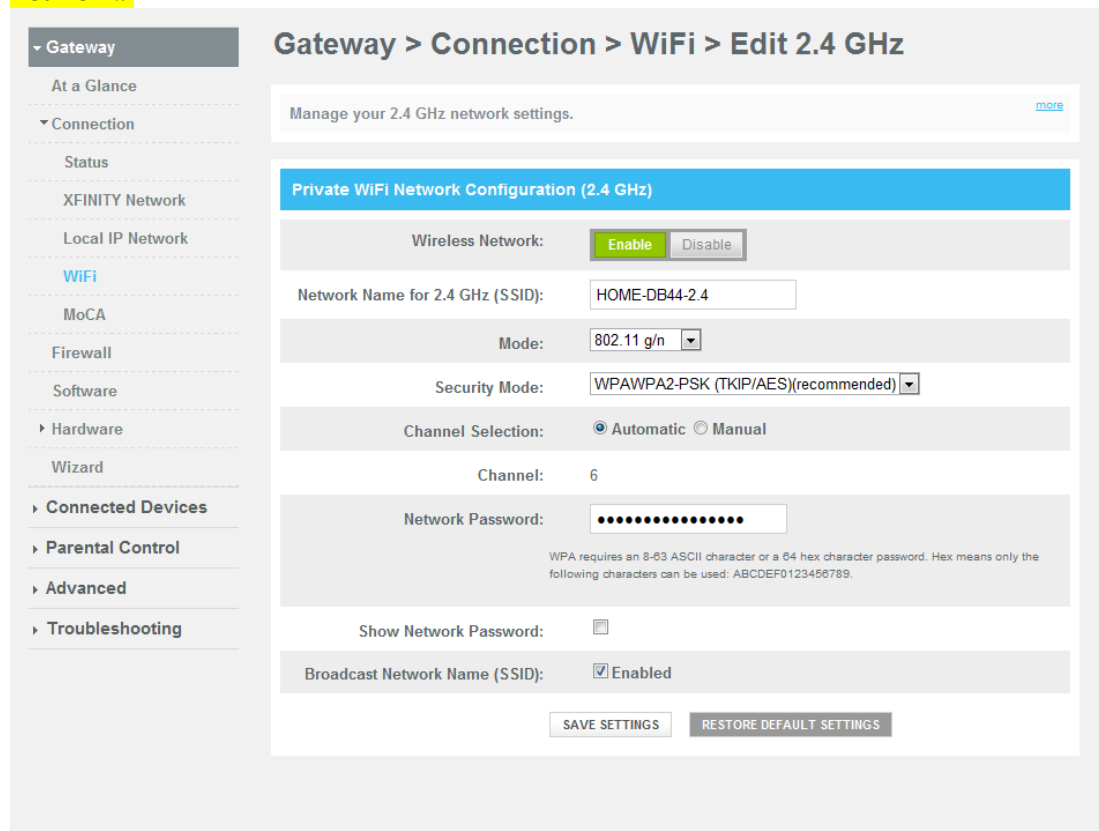 Gateway
At a Glance
Connection
Status
XFINITY Network
Local IP Network
WiFi
MoCA
Firewall
Software
Hardware
Wizard
Connected Devices
Parental Control
Advanced
Troubleshooting
Gateway > Connection > WiFi > Edit 2.4 GHz
Manage your 2.4 GHz network settings.
more
Private WiFi Network Configuration (2.4 GHz)
Wireless Network: Enable Disable
Network Name for 2.4 GHz (SSID): HOME-DB44-2.4
Mode: 802.11 g/n
Security Mode: WPAWPA2-PSK (TKIP/AES)(recommended)
Channel Selection: Automatic Manual
Channel: 6
Network Password: ••••••••••••••••
WPA requires an 8-63 ASCII character or a 64 hex character password. Hex means only the
following characters can be used: ABCDEF0123456789.
Show Network Password:
Broadcast Network Name (SSID): Enabled
SAVE SETTINGS RESTORE DEFAULT SETTINGS